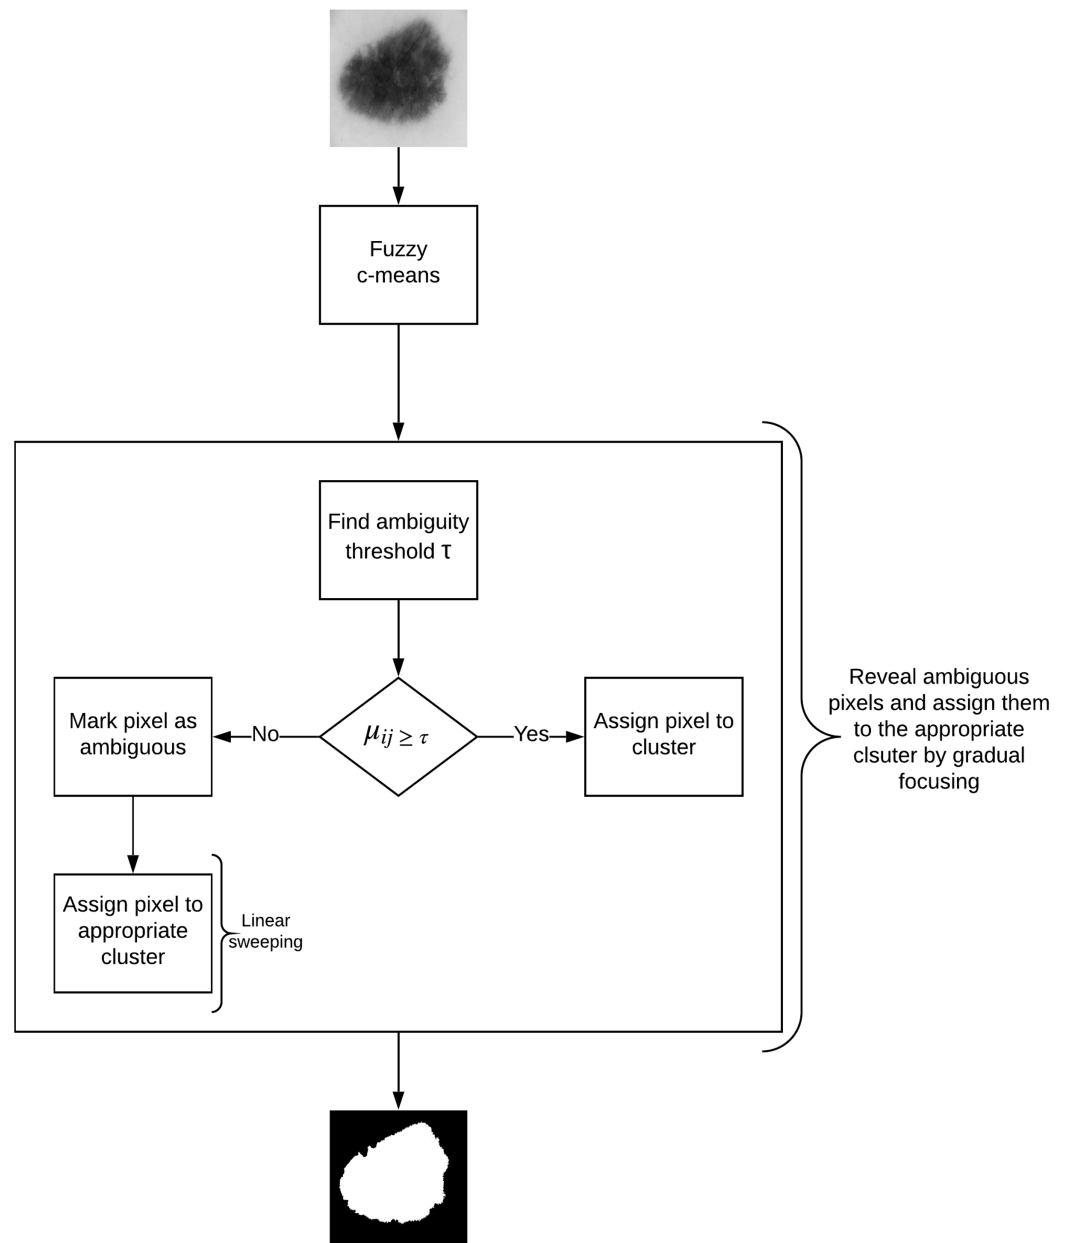 Fuzzy
c-means
Find ambiguity
threshold τ
Mark pixel as
ambiguous
No
μij ≥ τ
Yes
Assign pixel to
cluster
Reveal ambiguous
pixels and assign them
to the appropriate
clsuter by gradual
focusing
Assign pixel to
appropriate
cluster
Linear
sweeping